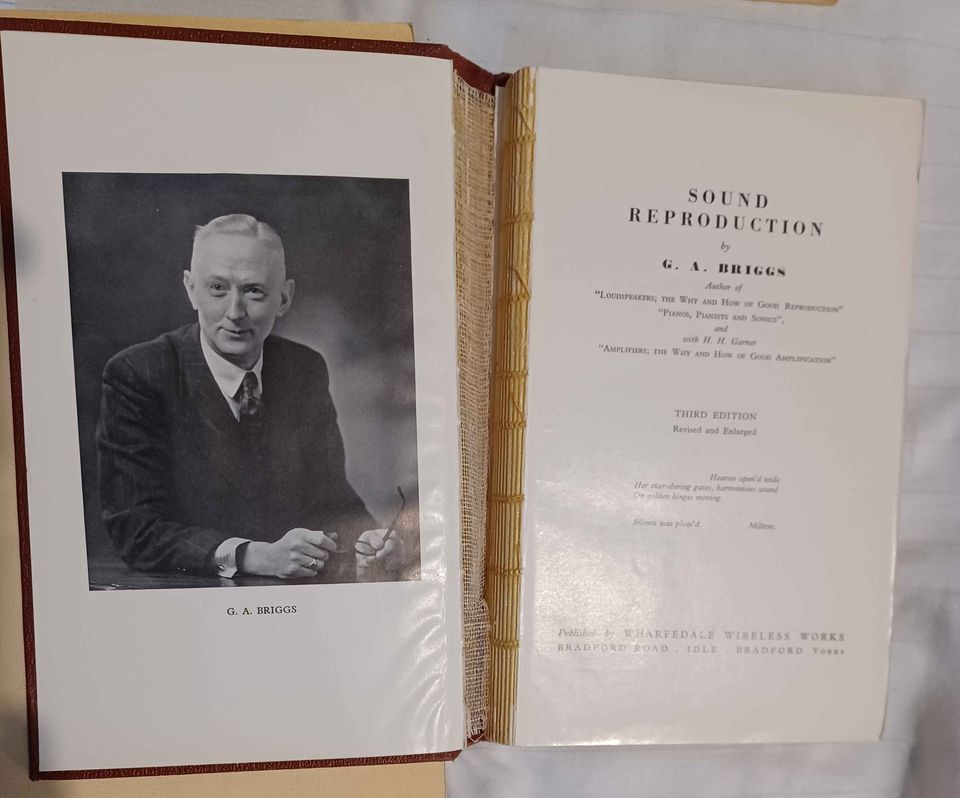 G. A. BRIGGS
SOUND
REPRODUCTION
by
G. A. BRIGGS
Author of
"LOUDSPEAKERS; THE WHY AND HOW OF GOOD REPRODUCTION"
"PIANOS, PIANISTS AND SONICS",
and
with H. H. Garner
"AMPLIFIERS; THE WHY AND HOW OF GOOD AMPLIFICATION"
THIRD EDITION
Revised and Enlarged
Heaven open'd wide
Her ever-during gates, harmonious sound
On golden hinges moving.
Silence was pleas'd. Milton.
Published by WHARFEDALE WIRELESS WORKS
BRADFORD ROAD . IDLE . BRADFORD YORKS